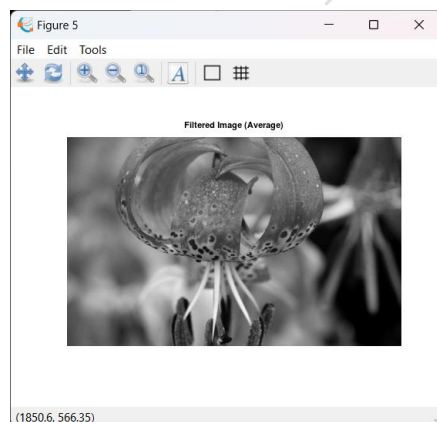 Figure 5
File Edit Tools
A
Filtered Image (Average)
(1850.6, 566.35)